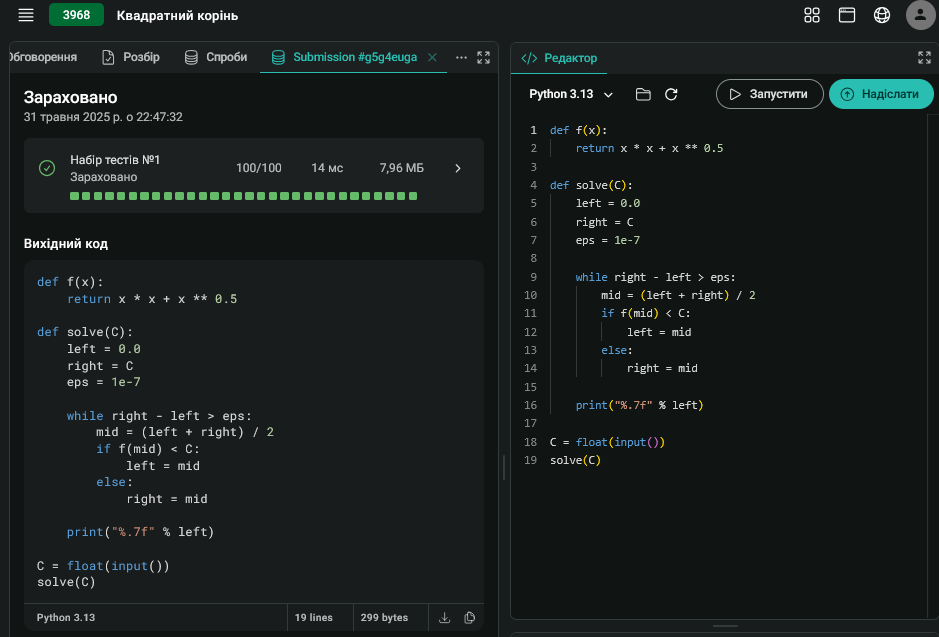 3968 Квадратний корінь
Обговорення Розбір Спроби Submission #g5g4euga
Зараховано
31 травня 2025 р. о 22:47:32
Набір тестів №1
Зараховано
100/100 14 мс 7,96 МБ
Вихідний код
def f(x):
    return x * x + x ** 0.5
def solve(C):
    left = 0.0
    right = C
    eps = 1e-7
    while right - left > eps:
        mid = (left + right) / 2
        if f(mid) < C:
            left = mid
        else:
            right = mid
    print("%.7f" % left)
C = float(input())
solve(C)
Python 3.13 19 lines 299 bytes
Редактор
Python 3.13 Запустити Надіслати
1 def f(x):
2     return x * x + x ** 0.5
3
4 def solve(C):
5     left = 0.0
6     right = C
7     eps = 1e-7
8
9     while right - left > eps:
10         mid = (left + right) / 2
11         if f(mid) < C:
12             left = mid
13         else:
14             right = mid
15
16     print("%.7f" % left)
17
18 C = float(input())
19 solve(C)